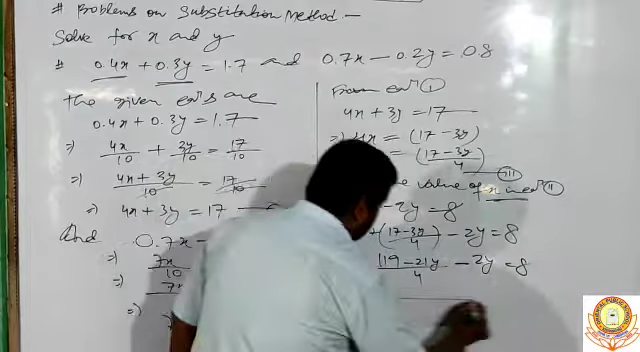 # Problems on Substitution Method. —
Solve for x and y
# 0.4x + 0.3y = 1.7 and 0.7x - 0.2y = 0.8
The given eqns are
0.4x + 0.3y = 1.7
⇒ 4x/10 + 3y/10 = 17/10
⇒ (4x + 3y)/10 = 17/10
⇒ 4x + 3y = 17
And 0.7x -
⇒ 7x/10
⇒ 7x
⇒
From eqn (I)
4x + 3y = 17
⇒ 4x = (17 - 3y)
= (17 - 3y)/4 — (III)
value of x in eqn (II)
- 2y = 8
(17 - 3y)/4 - 2y = 8
(119 - 21y)/4 - 2y = 8